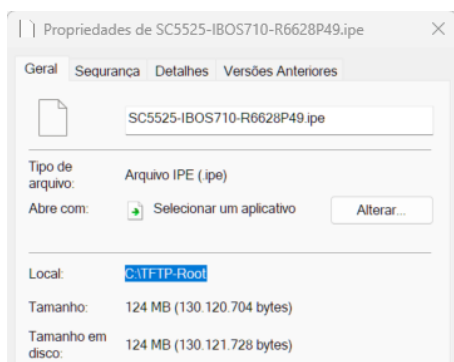 Propriedades de SC5525-IBOS710-R6628P49.ipe
Geral Segurança Detalhes Versões Anteriores
SC5525-IBOS710-R6628P49.ipe
Tipo de
arquivo:
Arquivo IPE (.ipe)
Abre com: Selecionar um aplicativo Alterar...
Local: C:\TFTP-Root
Tamanho: 124 MB (130.120.704 bytes)
Tamanho em
disco:
124 MB (130.121.728 bytes)